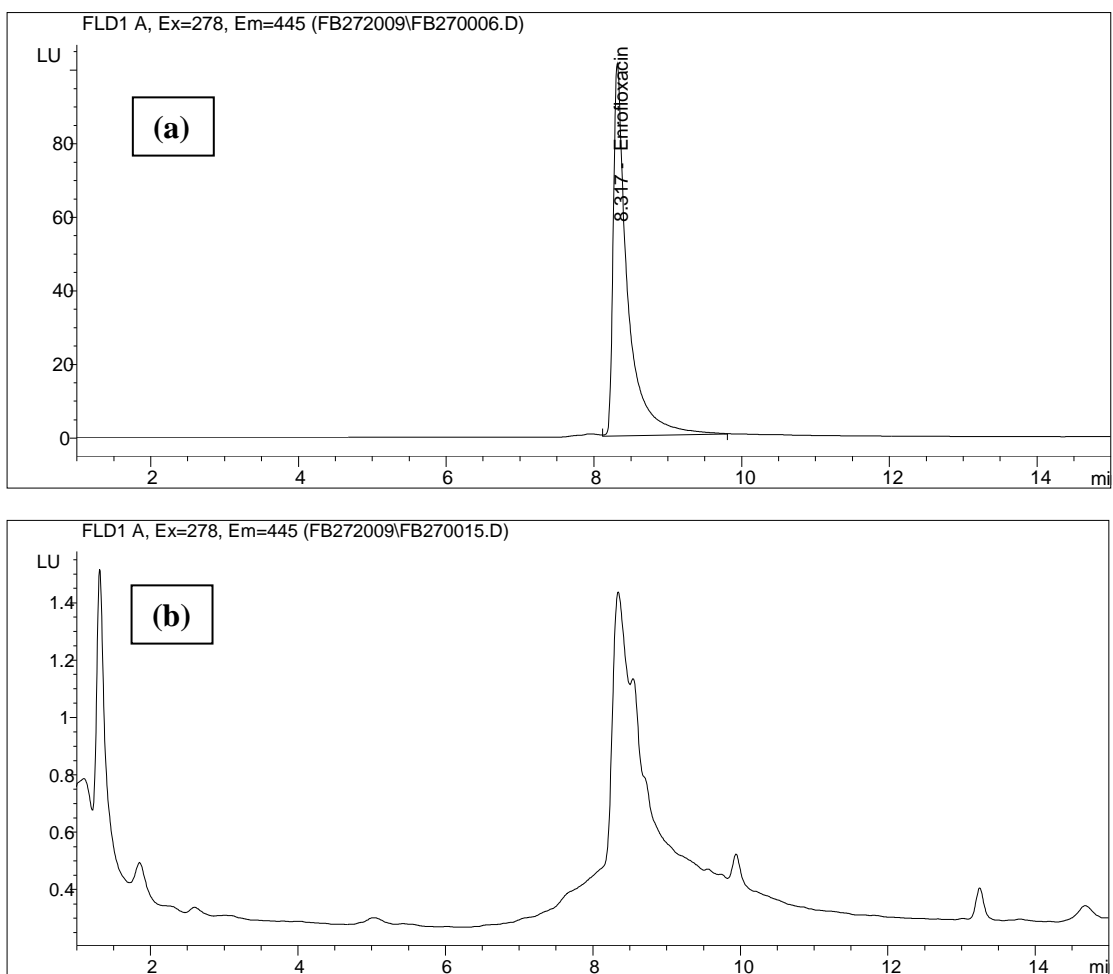 FLD1 A, Ex=278, Em=445 (FB272009\FB270006.D)
LU
(a)
8.317 - Enrofloxacin
80
60
40
20
0
2 4 6 8 10 12 14 mi
FLD1 A, Ex=278, Em=445 (FB272009\FB270015.D)
LU
(b)
1.4
1.2
1
0.8
0.6
0.4
2 4 6 8 10 12 14 mi